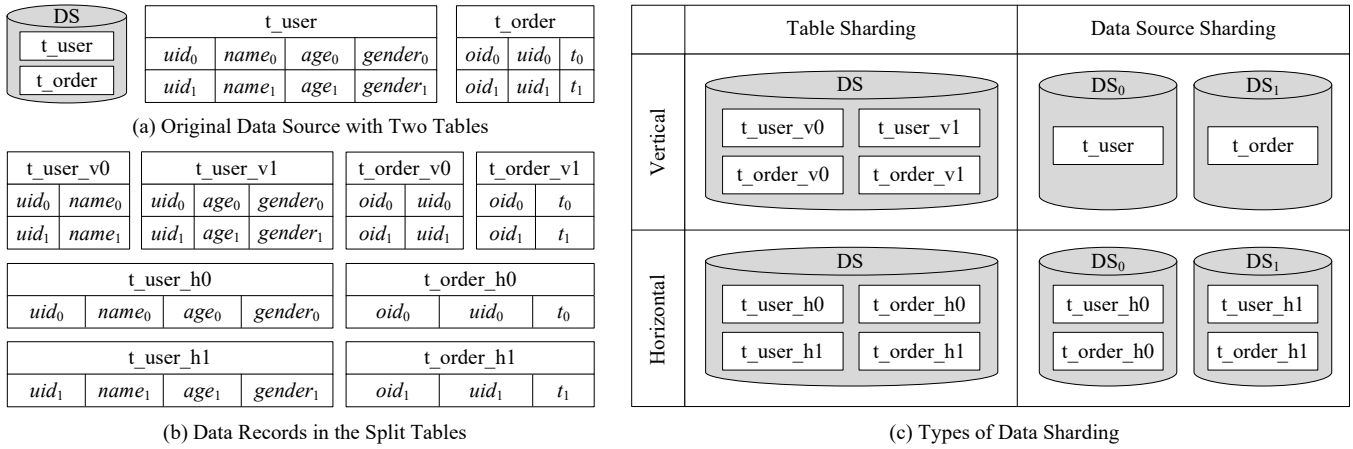 DS
t_user
t_order
t_user
uid0 name0 age0 gender0
uid1 name1 age1 gender1
t_order
oid0 uid0 t0
oid1 uid1 t1
(a) Original Data Source with Two Tables
t_user_v0
uid0 name0
uid1 name1
t_user_v1
uid0 age0 gender0
uid1 age1 gender1
t_order_v0
oid0 uid0
oid1 uid1
t_order_v1
oid0 t0
oid1 t1
t_user_h0
uid0 name0 age0 gender0
t_order_h0
oid0 uid0 t0
t_user_h1
uid1 name1 age1 gender1
t_order_h1
oid1 uid1 t1
(b) Data Records in the Split Tables
Table Sharding Data Source Sharding
Vertical
DS
t_user_v0 t_user_v1
t_order_v0 t_order_v1
DS0
t_user
DS1
t_order
Horizontal
DS
t_user_h0 t_order_h0
t_user_h1 t_order_h1
DS0
t_user_h0
t_order_h0
DS1
t_user_h1
t_order_h1
(c) Types of Data Sharding